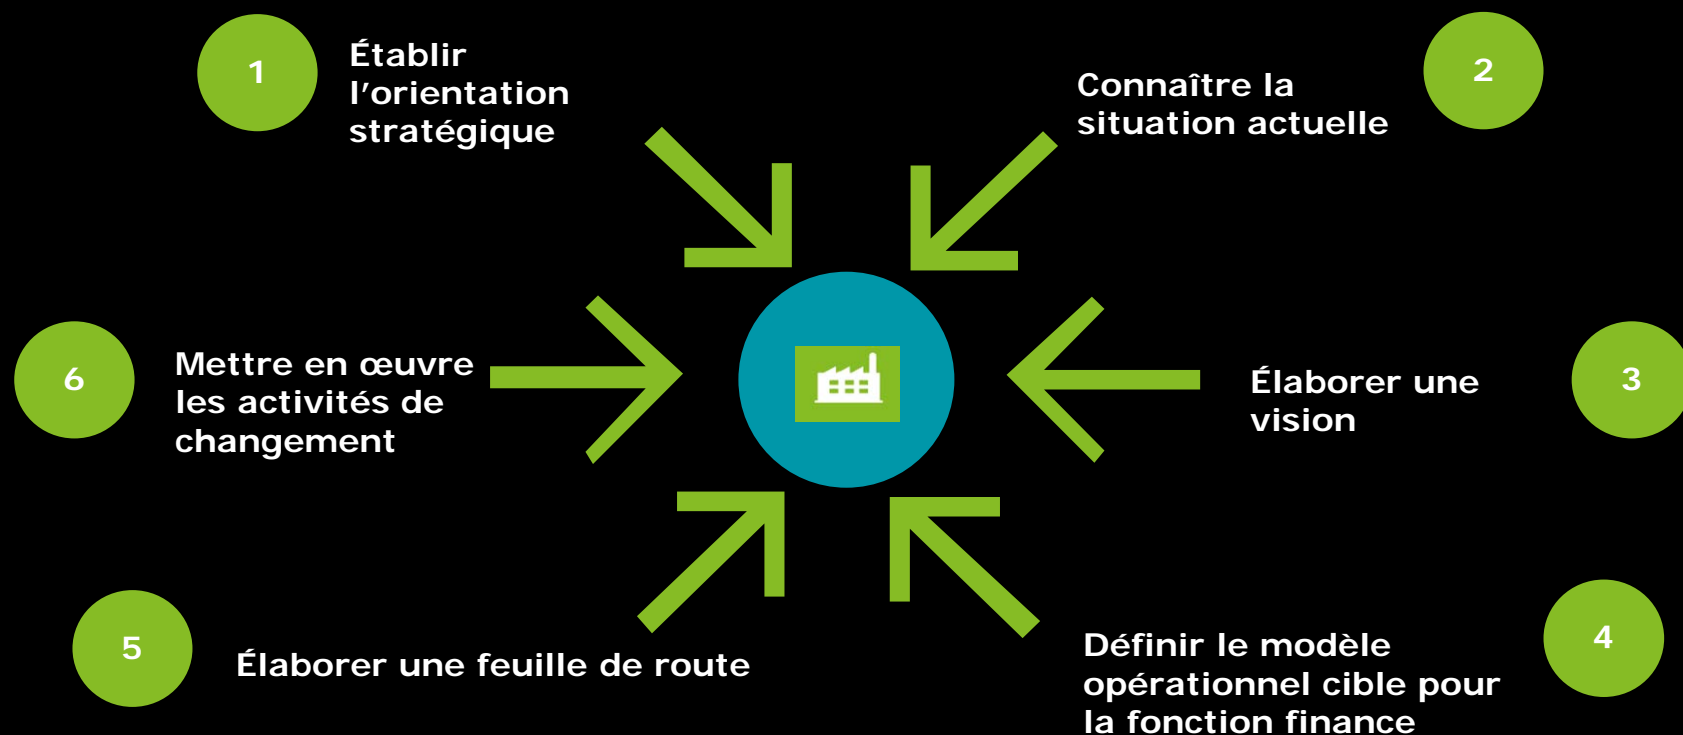 1
Établir
l'orientation
stratégique
2
Connaître la
situation actuelle
3
Élaborer une
vision
4
Définir le modèle
opérationnel cible pour
la fonction finance
5
Élaborer une feuille de route
6
Mettre en œuvre
les activités de
changement